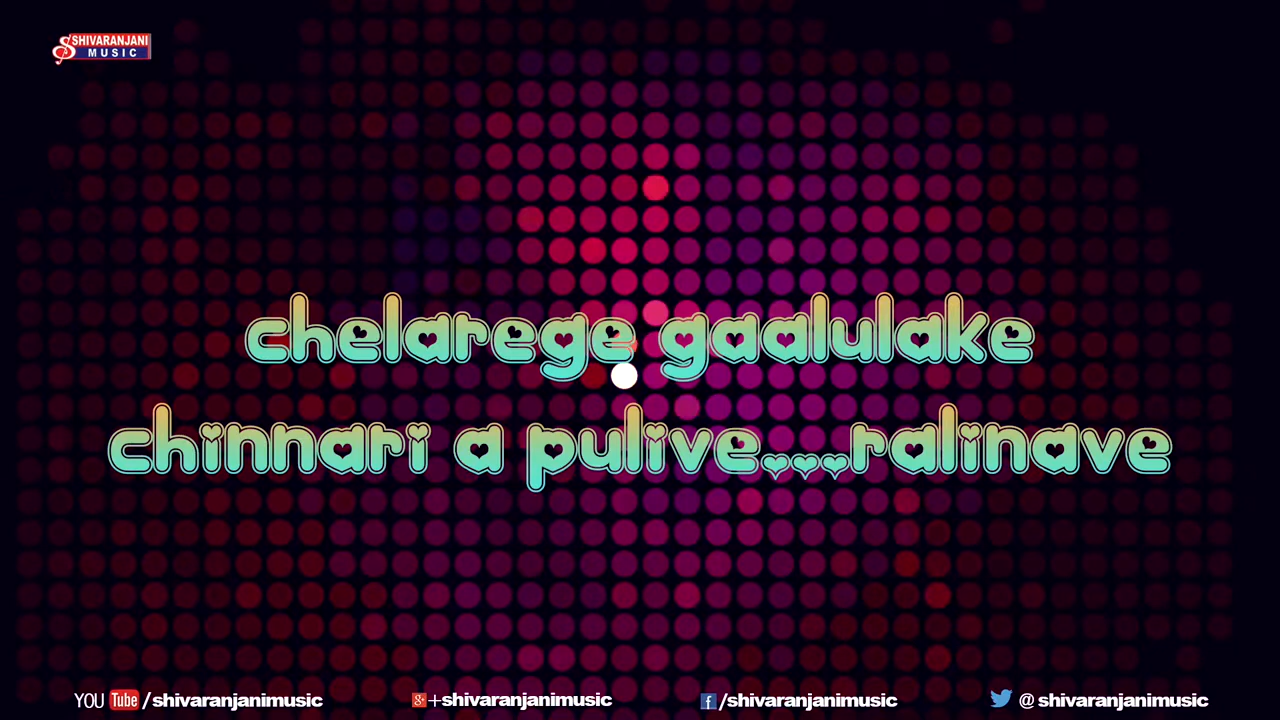 SHIVARANJANI
MUSIC
chelarege gaalulake
chinnari a pulive...ralinave
YOU Tube /shivaranjanimusic
g+ +shivaranjanimusic
f /shivaranjanimusic
@shivaranjanimusic